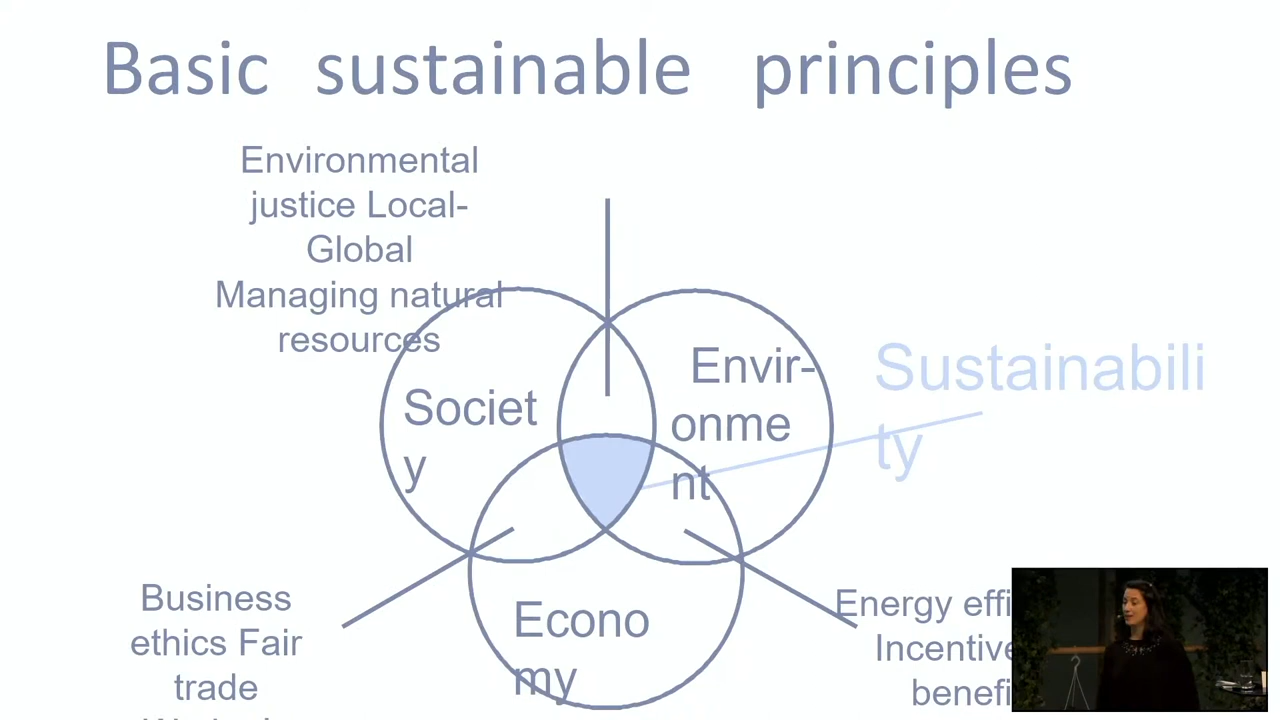 Basic sustainable principles
Environmental
justice Local-
Global
Managing natural
resources
Societ
y
Envir-
onme
nt
Sustainabili
ty
Business
ethics Fair
trade
Econo
my
Energy effi
Incentive
benefi